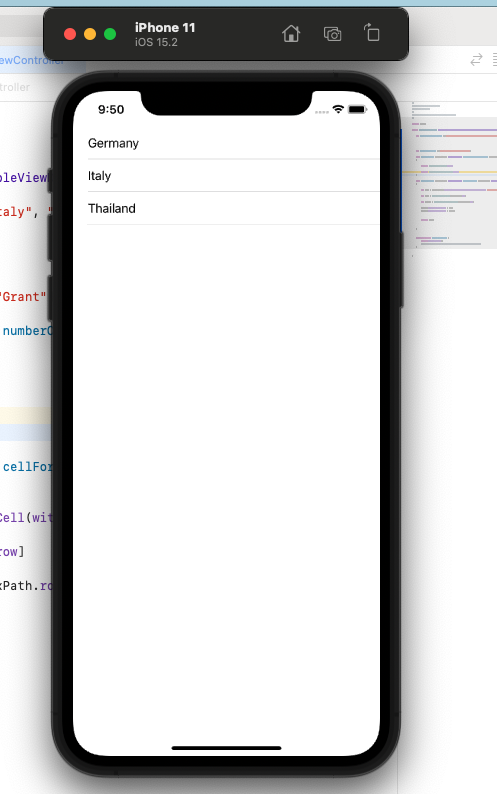 iPhone 11
iOS 15.2
ewController
troller
9:50
Germany
Italy
Thailand
bleView
taly", "
"Grant"
numberO
cellFor
Cell(wit
row]
xPath.ro